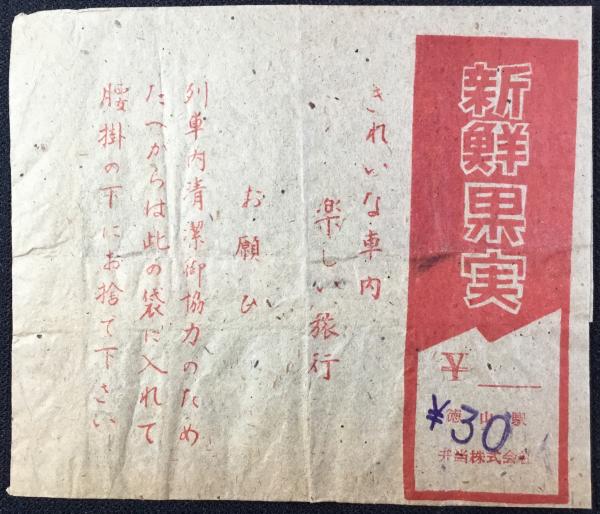 新鮮果実
¥30
徳山駅
弁当株式会社
きれいな車内
楽しい旅行
お願ひ
列車内清潔御協力のため
たべからは此の袋に入れて
腰掛の下にお捨て下さい